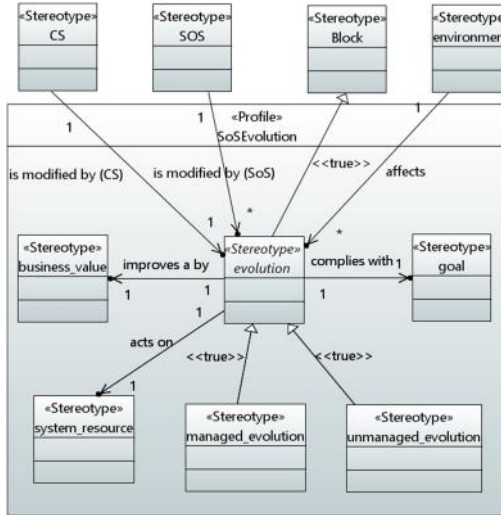 «Stereotype»
CS
«Stereotype»
SOS
«Stereotype»
Block
«Stereotype»
environmen
1
1
1
«Profile»
SoSEvolution
<<true>>
is modified by (CS)
is modified by (SoS)
affects
1
*
*
«Stereotype»
business_value
improves a by
1
1
«Stereotype»
evolution
complies with
1
1
«Stereotype»
goal
1
acts on
1
<<true>>
<<true>>
«Stereotype»
system_resource
«Stereotype»
managed_evolution
«Stereotype»
unmanaged_evolution